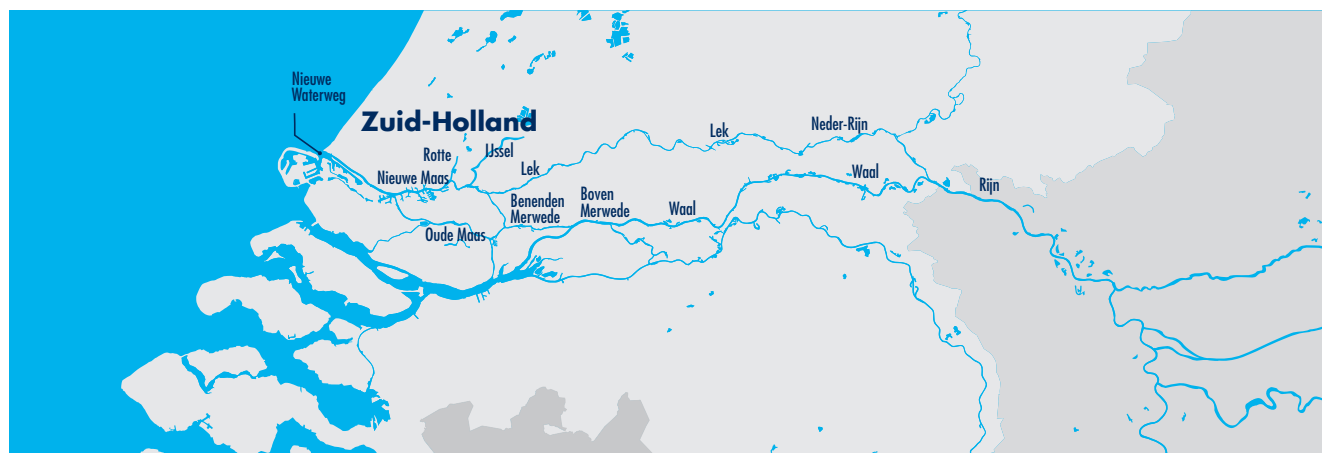 Nieuwe
Waterweg
Zuid-Holland
Rotte
IJssel
Nieuwe Maas
Lek
Lek
Neder-Rijn
Waal
Rijn
Benenden
Merwede
Boven
Merwede
Waal
Oude Maas